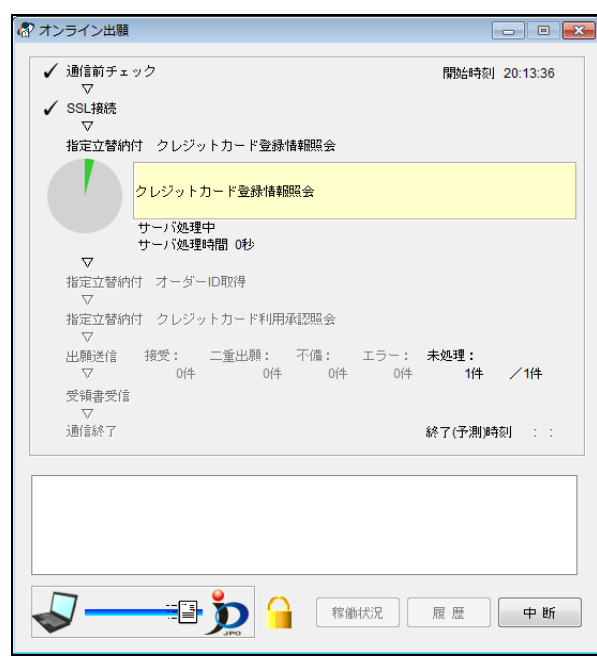 オンライン出願
通信前チェック 開始時刻 20:13:36
▽
SSL接続
▽
指定立替納付 クレジットカード登録情報照会
クレジットカード登録情報照会
サーバ処理中
サーバ処理時間 0秒
▽
指定立替納付 オーダーID取得
▽
指定立替納付 クレジットカード利用承認照会
▽
出願送信 接受: 二重出願: 不備: エラー: 未処理:
▽ 0件 0件 0件 0件 1件 /1件
受領書受信
▽
通信終了 終了(予測)時刻 : :
JPO 稼働状況 履 歴 中 断